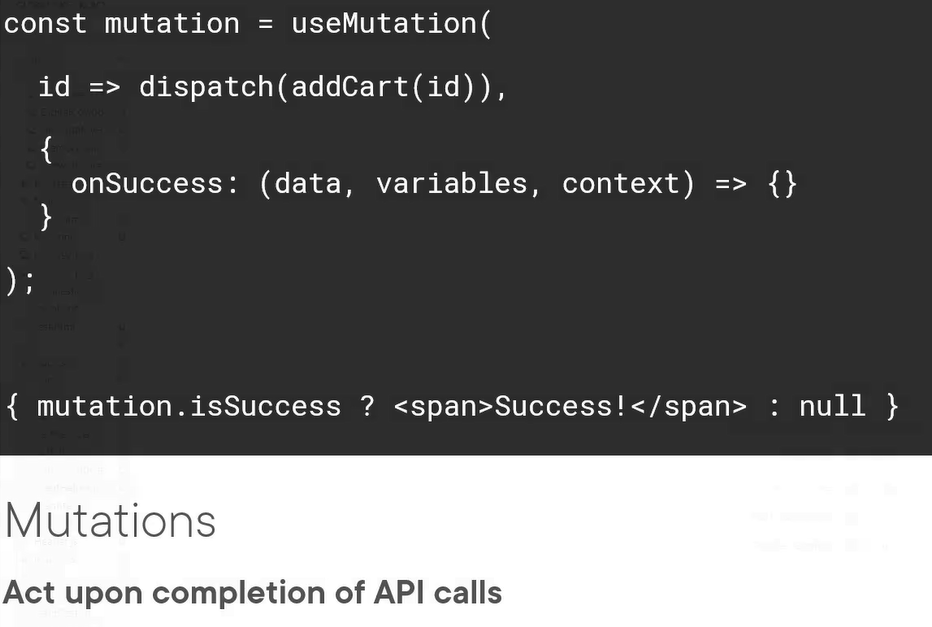 const mutation = useMutation(
id => dispatch(addCart(id)),
{
onSuccess: (data, variables, context) => {}
}
);
{ mutation.isSuccess ? <span>Success!</span> : null }
Mutations
Act upon completion of API calls